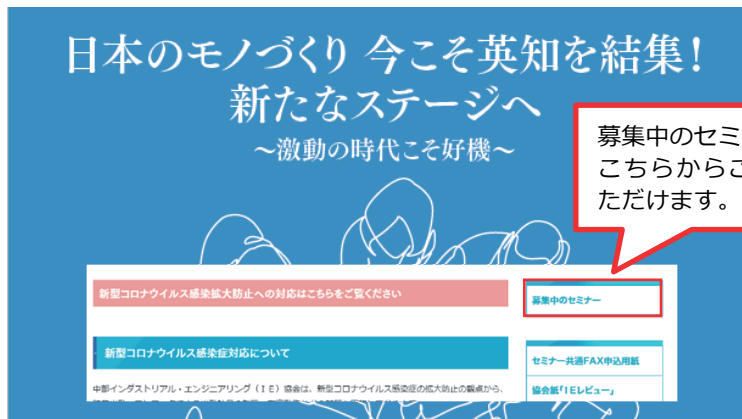 日本のモノづくり 今こそ英知を結集！
新たなステージへ
～激動の時代こそ好機～
募集中のセミ
こちらからご
ただけます。
新型コロナウイルス感染拡大防止への対応はこちらをご覧ください
募集中のセミナー
新型コロナウイルス感染症対応について
セミナー共通FAX申込用紙
中部インダストリアル・エンジニアリング（ＩＥ）協会は、新型コロナウイルス感染症の拡大防止の観点から、
協会紙「IEレビュー」